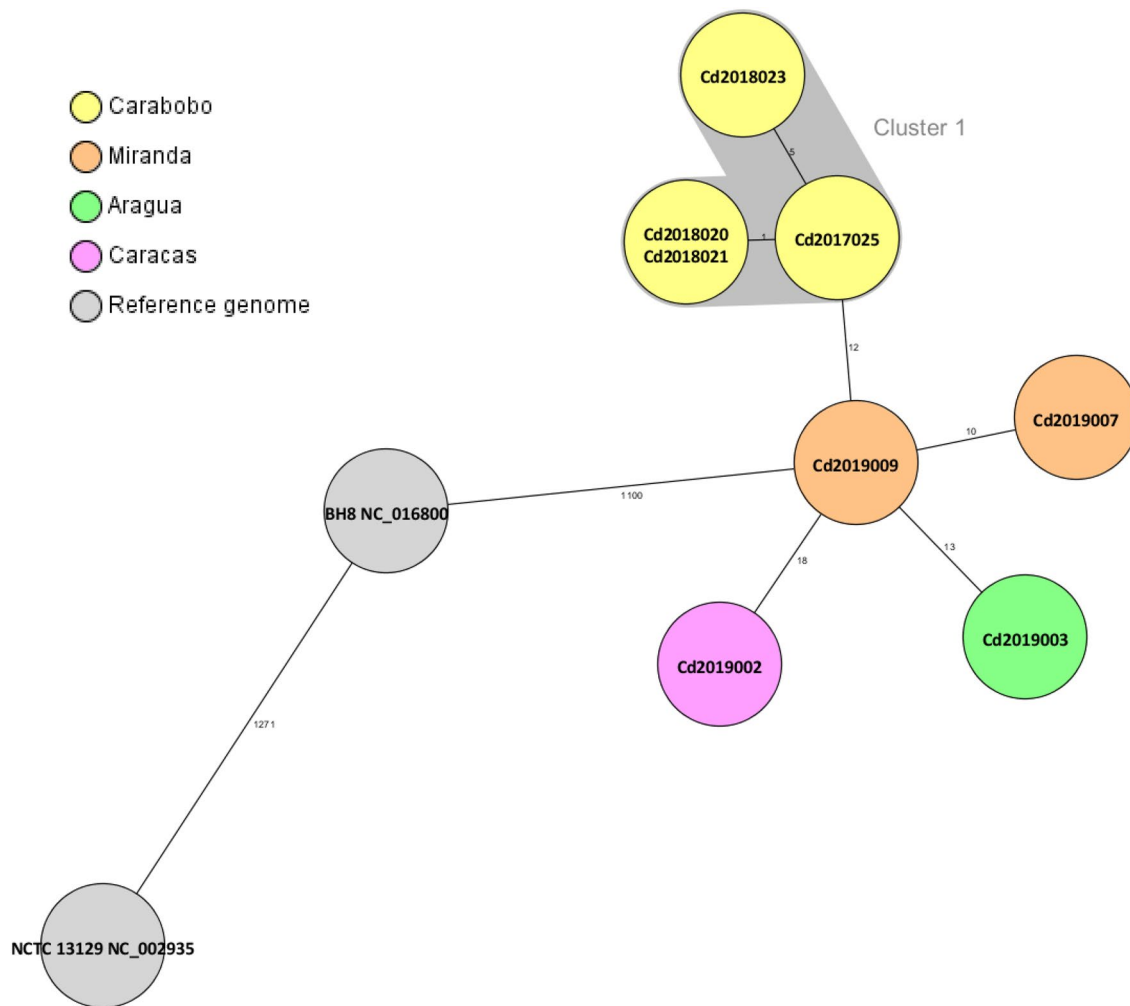 Carabobo
Miranda
Aragua
Caracas
Reference genome
Cd2018023
Cluster 1
5
Cd2018020
Cd2018021
1
Cd2017025
12
Cd2019007
10
Cd2019009
1100
BH8 NC_016800
13
18
Cd2019003
Cd2019002
1271
NCTC 13129 NC_002935